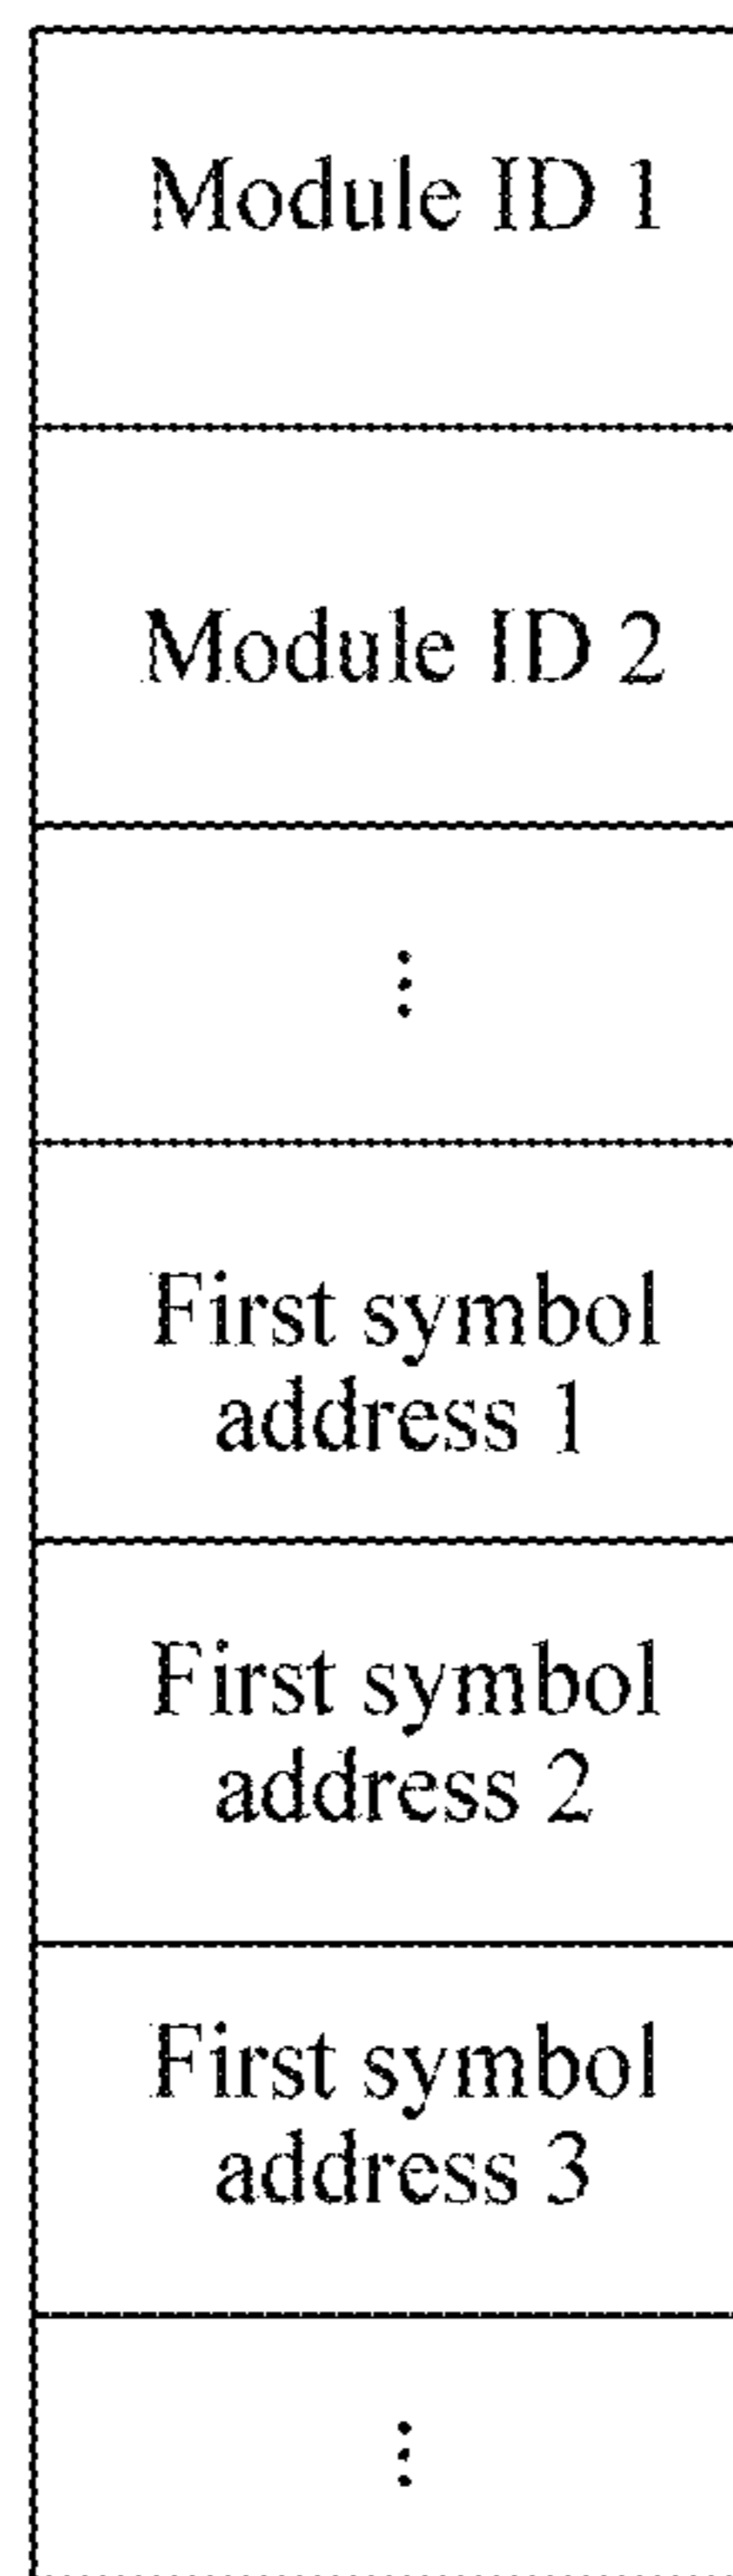 Module ID 1
Module ID 2
⋮
First symbol
address 1
First symbol
address 2
First symbol
address 3
⋮